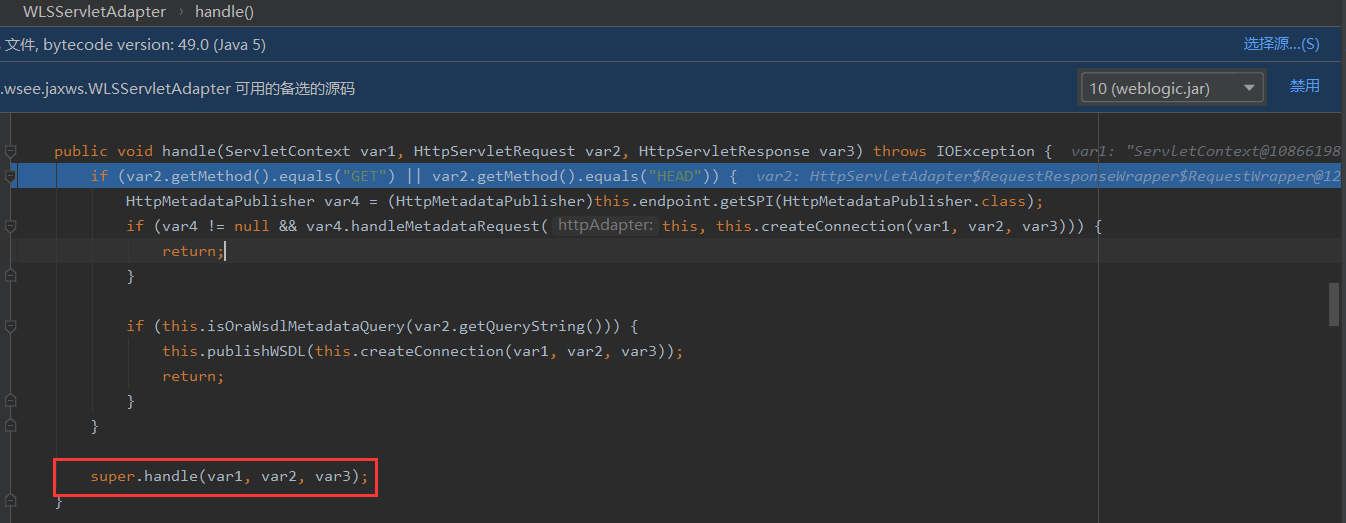 WLSServletAdapter › handle()
文件, bytecode version: 49.0 (Java 5) 选择源...(S)
.wsee.jaxws.WLSServletAdapter 可用的备选的源码 10 (weblogic.jar) 禁用
public void handle(ServletContext var1, HttpServletRequest var2, HttpServletResponse var3) throws IOException { var1: "ServletContext@10866198
if (var2.getMethod().equals("GET") || var2.getMethod().equals("HEAD")) { var2: HttpServletAdapter$RequestResponseWrapper$RequestWrapper@12
HttpMetadataPublisher var4 = (HttpMetadataPublisher)this.endpoint.getSPI(HttpMetadataPublisher.class);
if (var4 != null && var4.handleMetadataRequest( httpAdapter: this, this.createConnection(var1, var2, var3))) {
return;
}
if (this.isOraWsdlMetadataQuery(var2.getQueryString())) {
this.publishWSDL(this.createConnection(var1, var2, var3));
return;
}
}
super.handle(var1, var2, var3);
}